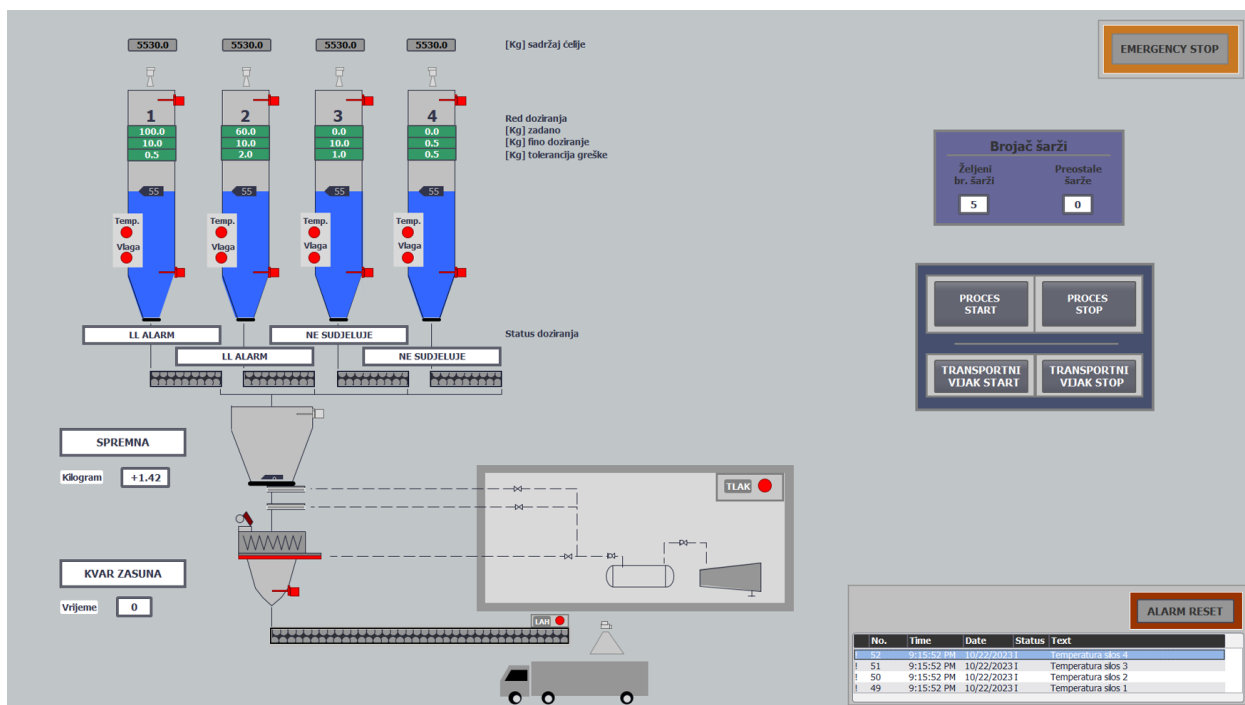 5530.0 5530.0 5530.0 5530.0 [Kg] sadržaj ćelije
EMERGENCY STOP
1 2 3 4 Red doziranja
100.0 60.0 0.0 0.0 [Kg] zadano
10.0 10.0 10.0 0.5 [Kg] fino doziranje
0.5 2.0 1.0 0.5 [Kg] tolerancija greške
55 55 55 55
Temp. Temp. Temp. Temp.
Vlaga Vlaga Vlaga Vlaga
Brojač šarži
Željeni Preostale
br. šarži šarže
5 0
PROCES PROCES
START STOP
TRANSPORTNI TRANSPORTNI
VIJAK START VIJAK STOP
LL ALARM NE SUDJELUJE Status doziranja
LL ALARM NE SUDJELUJE
SPREMNA
Kilogram +1.42
TLAK
KVAR ZASUNA
Vrijeme 0
LAH
ALARM RESET
No. Time Date Status Text
! 52 9:15:52 PM 10/22/2023 I Temperatura silos 4
! 51 9:15:52 PM 10/22/2023 I Temperatura silos 3
! 50 9:15:52 PM 10/22/2023 I Temperatura silos 2
! 49 9:15:52 PM 10/22/2023 I Temperatura silos 1